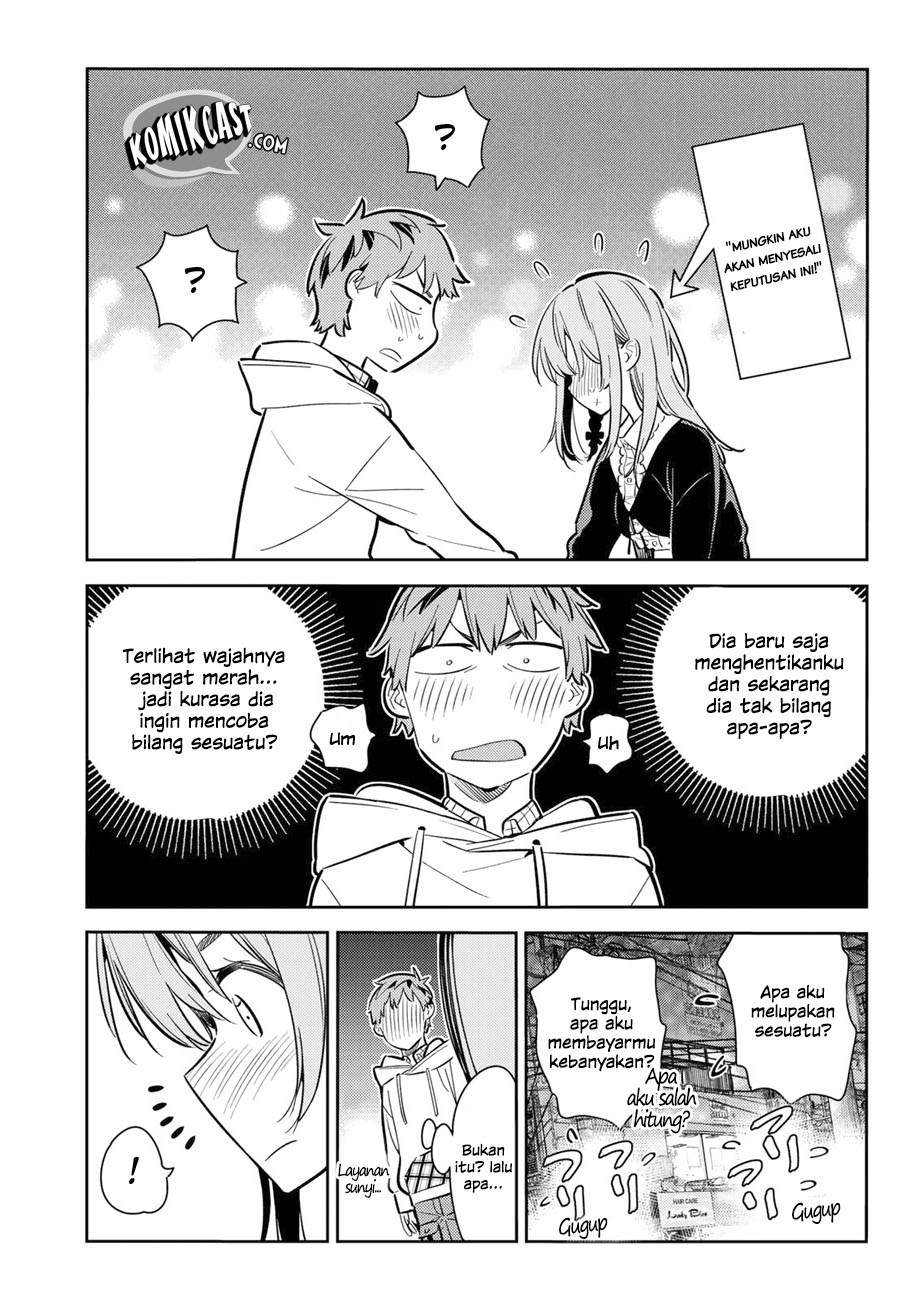 KOMIKCAST.COM
?
?
"MUNGKIN AKU
AKAN MENYESALI
KEPUTUSAN INI!"
Dia baru saja
menghentikanku
dan sekarang
dia tak bilang
apa-apa?
Terlihat wajahnya
sangat merah...
jadi kurasa dia
ingin mencoba
bilang sesuatu?
Uh
Um
Apa aku
melupakan
sesuatu?
Tunggu,
apa aku
membayarmu
kebanyakan?
Apa
aku salah
hitung?
Gugup
Gugup
HAIR CARE
Bukan
itu? lalu
apa...
Layanan
sunyi...
!